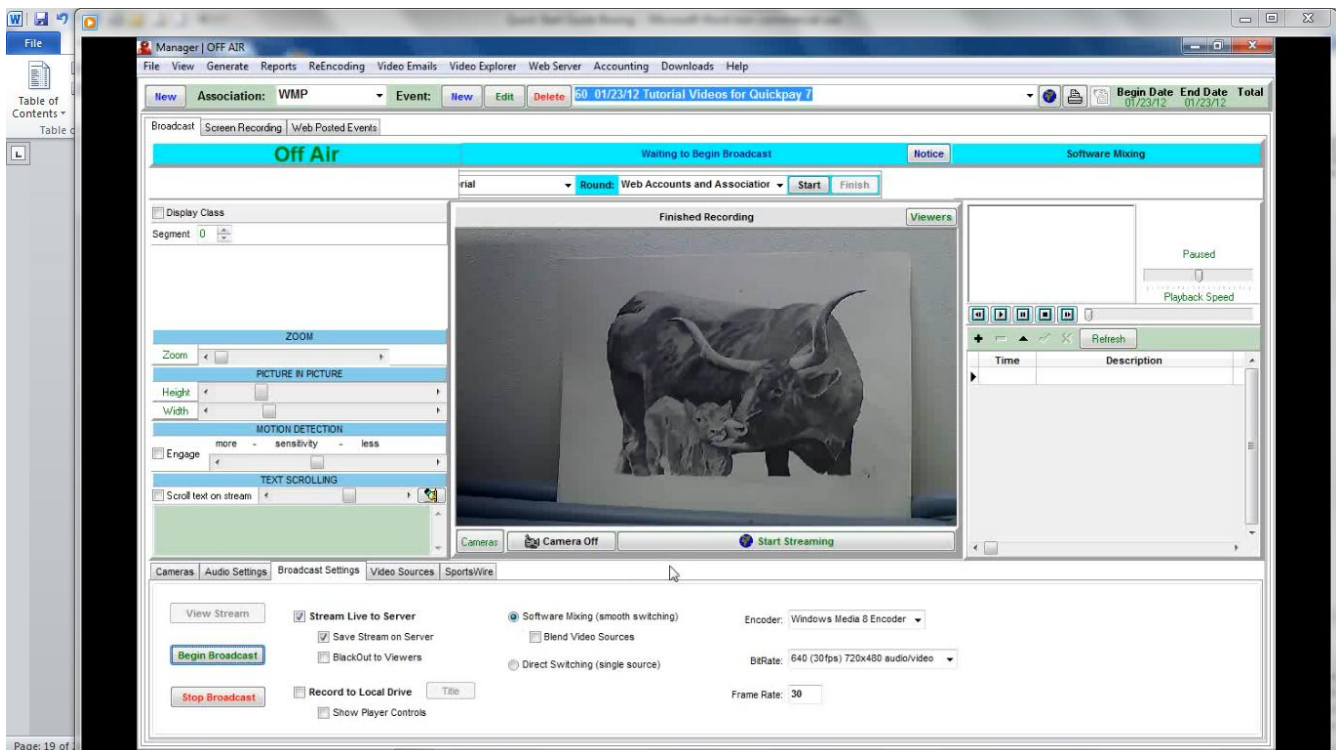 File
Manager | OFF AIR
File View Generate Reports ReEncoding Video Emails Video Explorer Web Server Accounting Downloads Help
Table of
Contents
New Association: WMP Event: New Edit Delete 60 01/23/12 Tutorial Videos for Quickpay 7 Begin Date End Date Total
01/23/12 01/23/12
Broadcast Screen Recording Web Posted Events
Off Air Waiting to Begin Broadcast Notice Software Mixing
rial Round: Web Accounts and Association Start Finish
Display Class
Finished Recording Viewers
Segment 0
Paused
Playback Speed
ZOOM
Zoom
Refresh
Time Description
PICTURE IN PICTURE
Height
Width
MOTION DETECTION
more - sensitivity - less
Engage
TEXT SCROLLING
Scroll text on stream
Cameras Camera Off Start Streaming
Cameras Audio Settings Broadcast Settings Video Sources SportsWire
View Stream Stream Live to Server Software Mixing (smooth switching) Encoder: Windows Media 8 Encoder
Save Stream on Server Blend Video Sources
Begin Broadcast BlackOut to Viewers Direct Switching (single source) BitRate: 640 (30fps) 720x480 audio/video
Stop Broadcast Record to Local Drive Title Frame Rate: 30
Show Player Controls
Page: 19 of